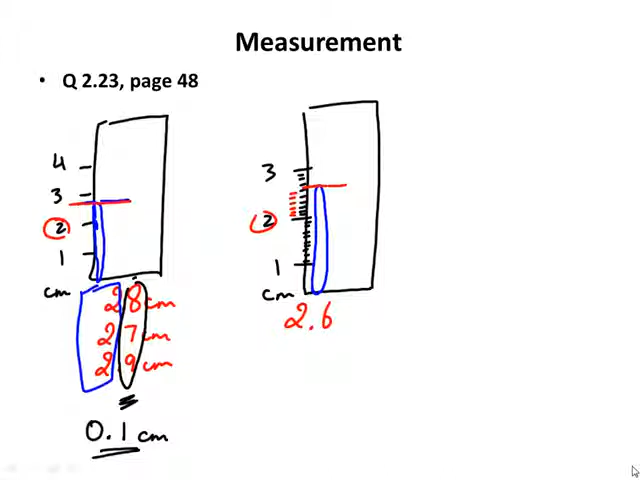 Measurement
• Q 2.23, page 48
4
3
2
1
cm
2.8 cm
2.7 cm
2.9 cm
0.1 cm
3
2
1
cm
2.6